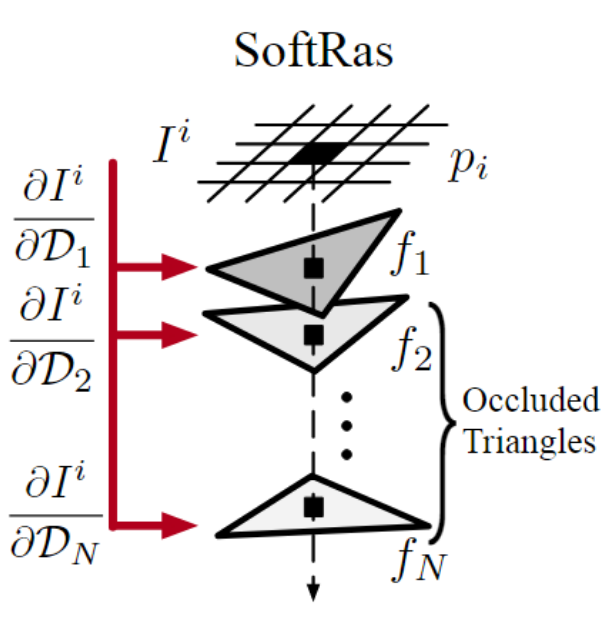 SoftRas
I^i
p_i
∂I^i
∂𝒟_1
f_1
∂I^i
∂𝒟_2
f_2
Occluded
Triangles
∂I^i
∂𝒟_N
f_N